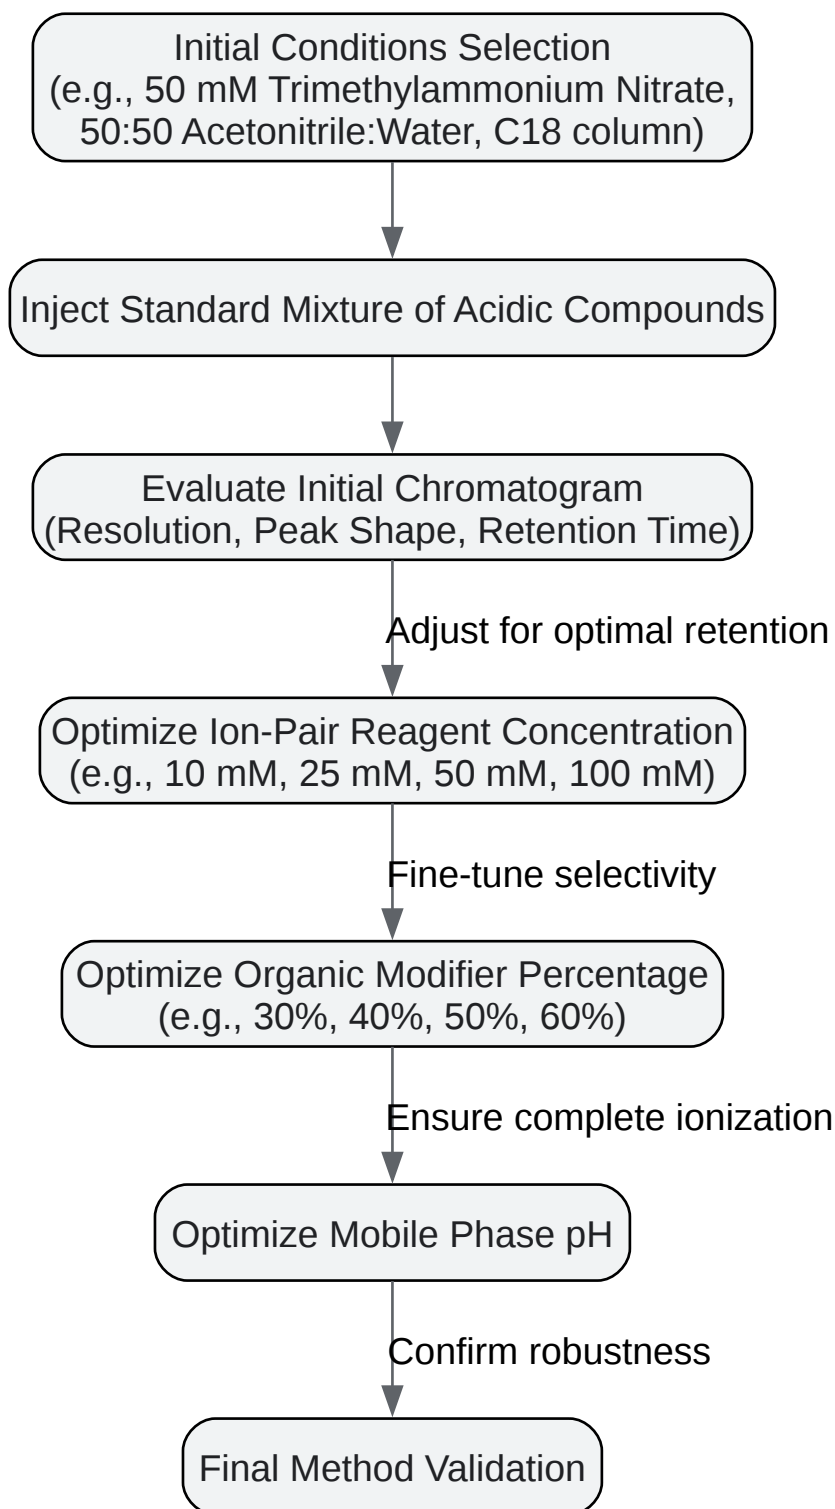 Initial Conditions Selection
(e.g., 50 mM Trimethylammonium Nitrate,
50:50 Acetonitrile:Water, C18 column)
Inject Standard Mixture of Acidic Compounds
Evaluate Initial Chromatogram
(Resolution, Peak Shape, Retention Time)
Adjust for optimal retention
Optimize Ion-Pair Reagent Concentration
(e.g., 10 mM, 25 mM, 50 mM, 100 mM)
Fine-tune selectivity
Optimize Organic Modifier Percentage
(e.g., 30%, 40%, 50%, 60%)
Ensure complete ionization
Optimize Mobile Phase pH
Confirm robustness
Final Method Validation